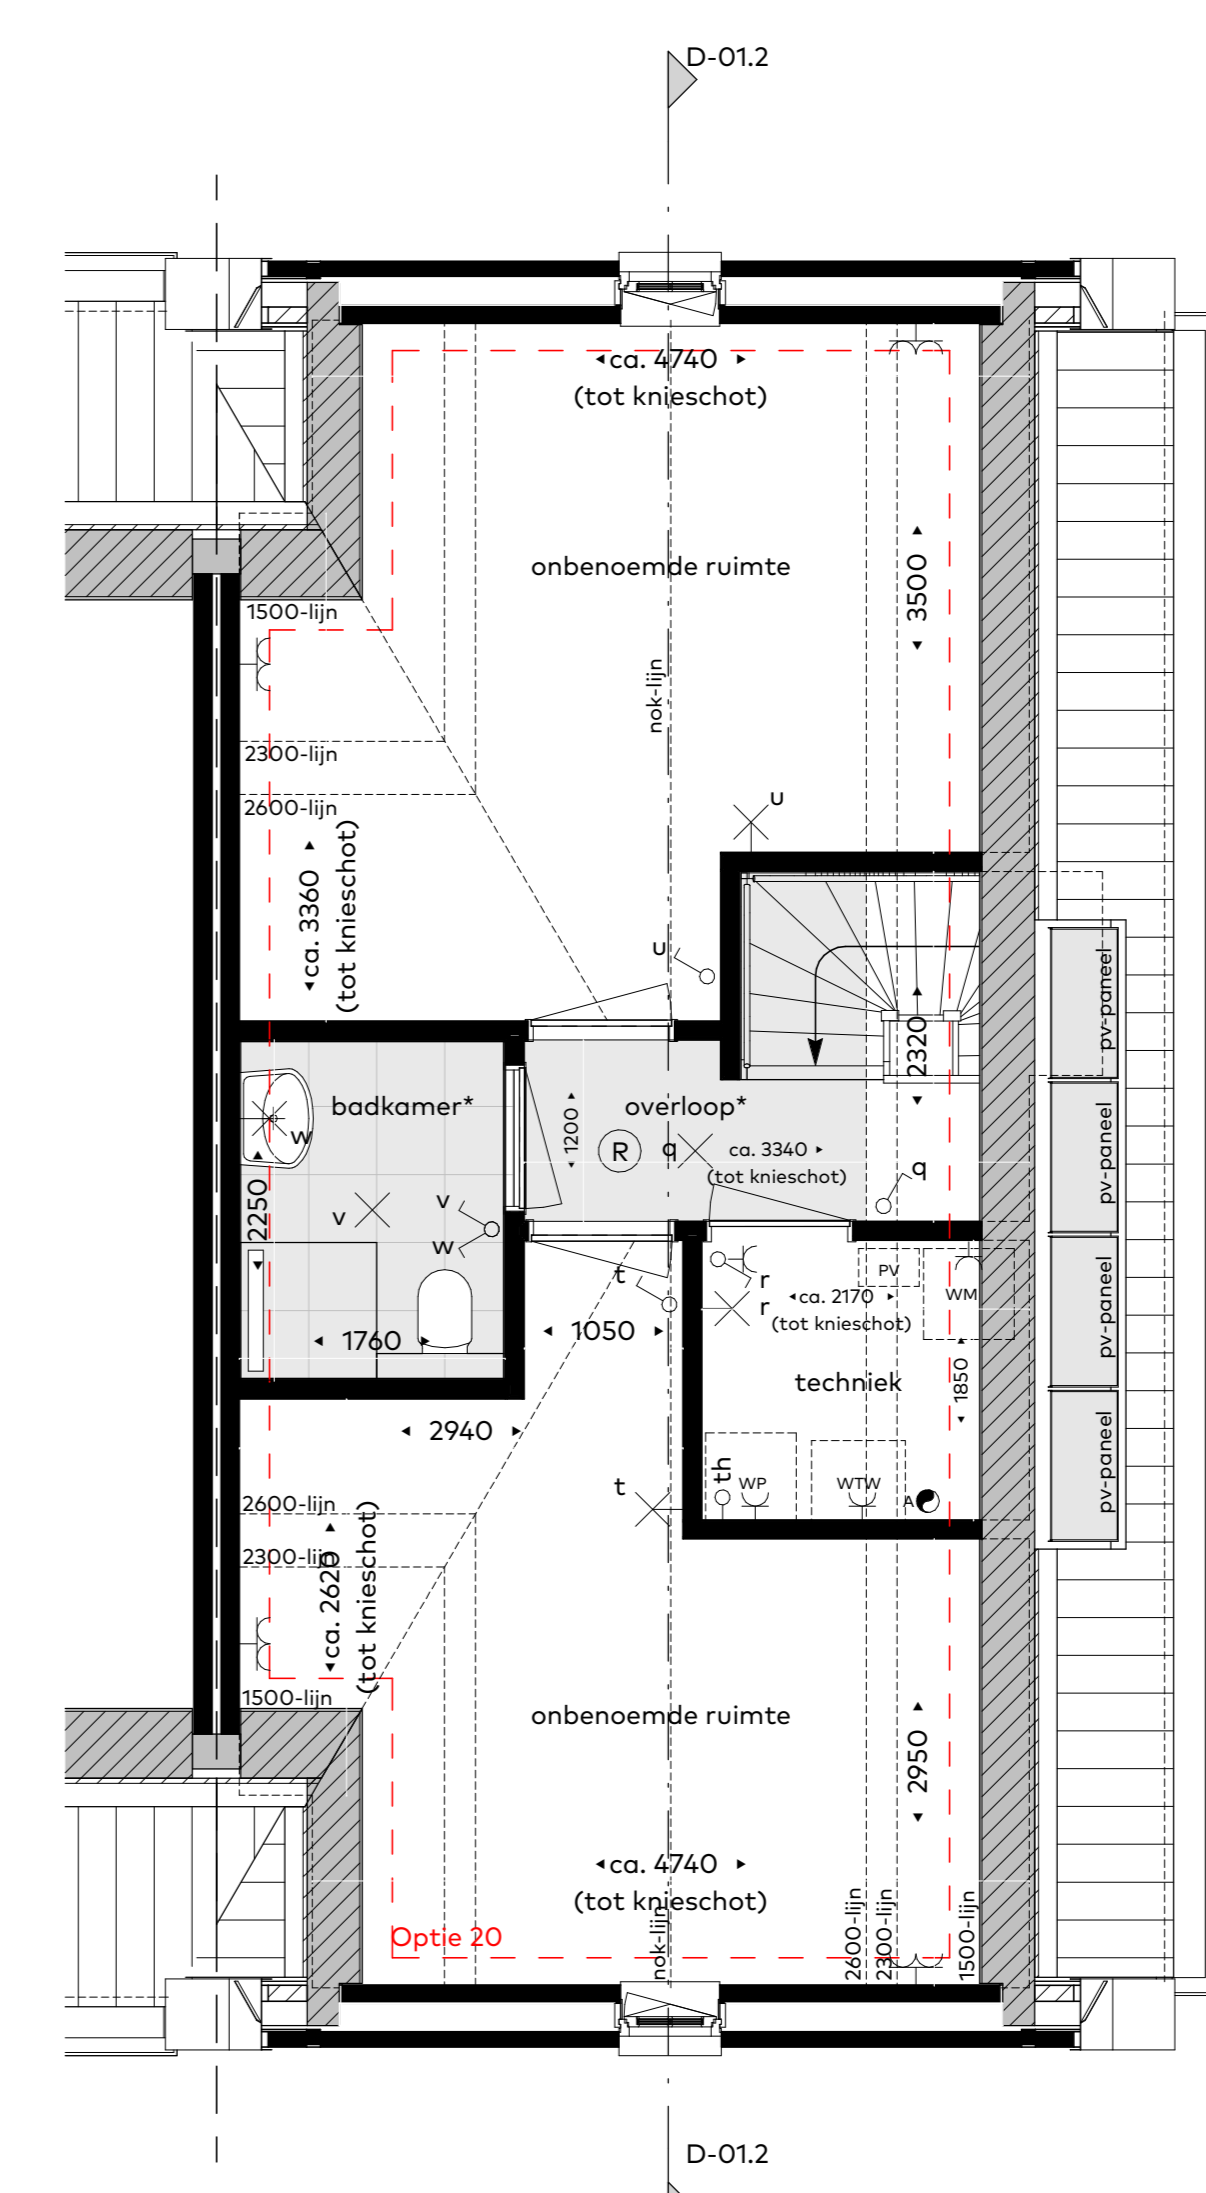 D-01.2
ca. 4740
(tot knieschot)
onbenoemde ruimte
3500
1500-lijn
nok-lijn
2300-lijn
2600-lijn
u
ca. 3360
(tot knieschot)
u
pv-paneel
2320
badkamer*
overloop*
w
1200
R
q
ca. 3340
(tot knieschot)
q
pv-paneel
2250
v
v
w
t
r
r
PV
WM
ca. 2170
(tot knieschot)
pv-paneel
1760
1050
techniek
1850
2940
pv-paneel
t
th
WP
WTW
A
2600-lijn
2300-lijn
ca. 2620
(tot knieschot)
1500-lijn
onbenoemde ruimte
2950
ca. 4740
(tot knieschot)
Optie 20
nok-lijn
2600-lijn
2300-lijn
1500-lijn
D-01.2